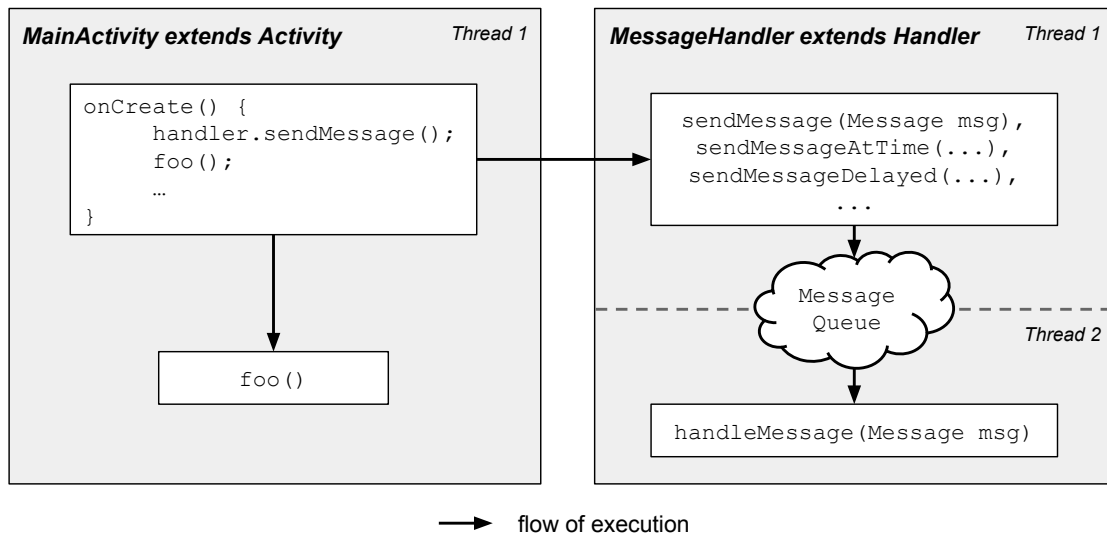 MainActivity extends Activity
Thread 1
onCreate() {
handler.sendMessage();
foo();
…
}
foo()
MessageHandler extends Handler
Thread 1
sendMessage(Message msg),
sendMessageAtTime(...),
sendMessageDelayed(...),
...
Message
Queue
Thread 2
handleMessage(Message msg)
flow of execution